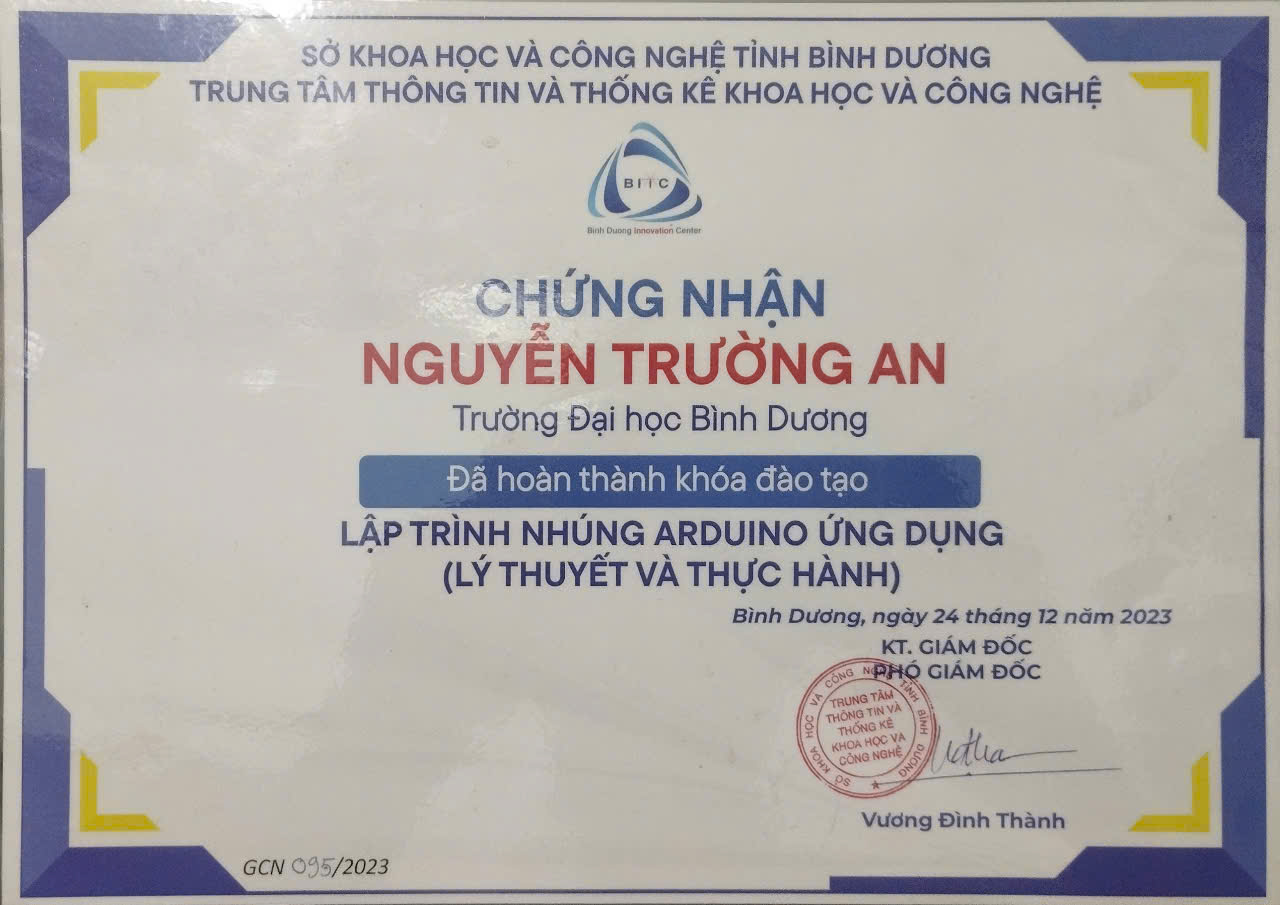 SỞ KHOA HỌC VÀ CÔNG NGHỆ TỈNH BÌNH DƯƠNG
TRUNG TÂM THÔNG TIN VÀ THỐNG KÊ KHOA HỌC VÀ CÔNG NGHỆ
BITC
Binh Duong Innovation Center
CHỨNG NHẬN
NGUYỄN TRƯỜNG AN
Trường Đại học Bình Dương
Đã hoàn thành khóa đào tạo
LẬP TRÌNH NHÚNG ARDUINO ỨNG DỤNG
(LÝ THUYẾT VÀ THỰC HÀNH)
Bình Dương, ngày 24 tháng 12 năm 2023
KT. GIÁM ĐỐC
PHÓ GIÁM ĐỐC
SỞ KHOA HỌC VÀ CÔNG NGHỆ TỈNH BÌNH DƯƠNG
TRUNG TÂM
THÔNG TIN VÀ
THỐNG KÊ
KHOA HỌC VÀ
CÔNG NGHỆ
Vương Đình Thành
GCN 095/2023